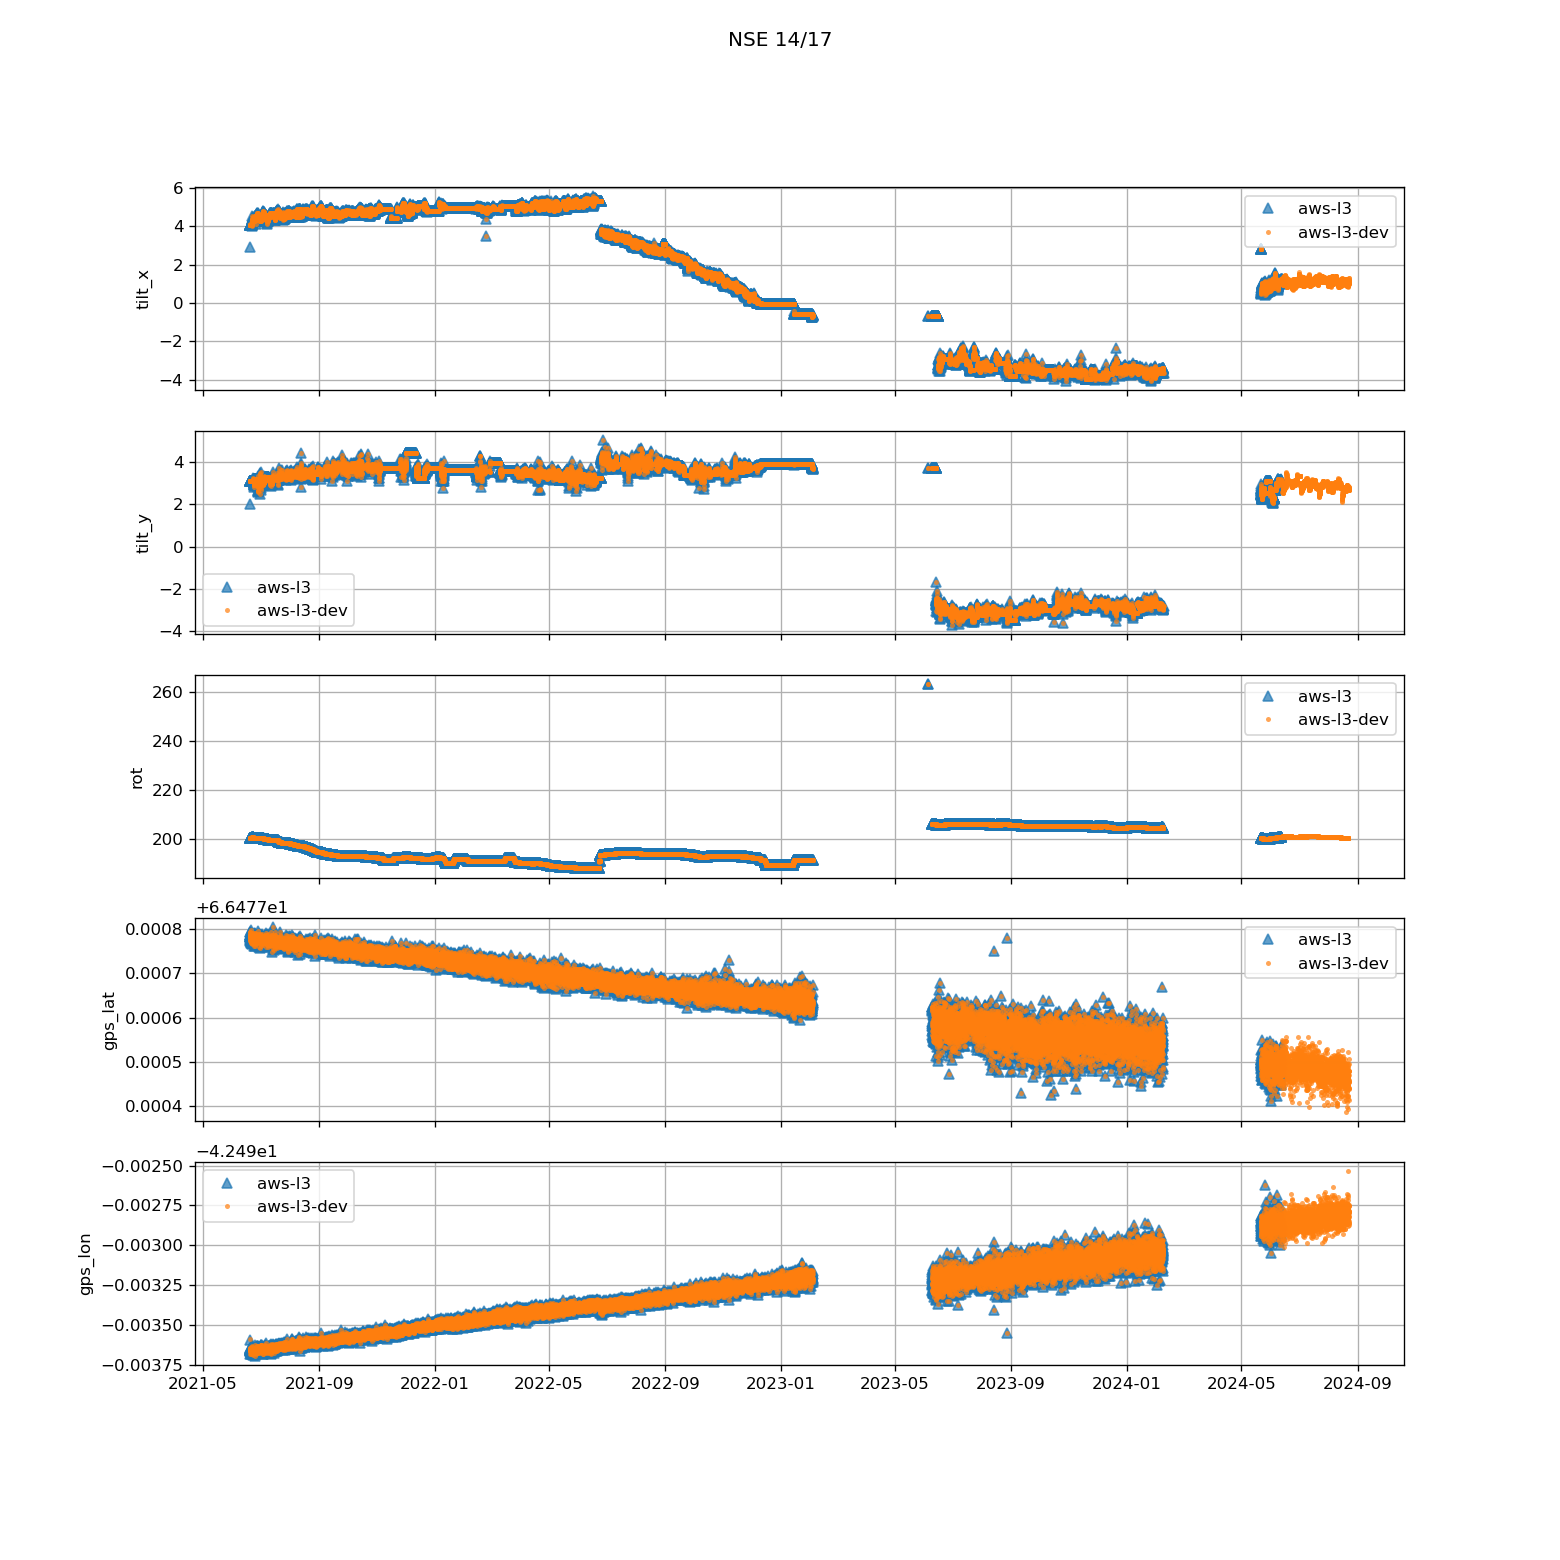 NSE 14/17
6
4
2
0
−2
−4
tilt_x
aws-l3
aws-l3-dev
4
2
0
−2
−4
tilt_y
aws-l3
aws-l3-dev
260
240
220
200
rot
aws-l3
aws-l3-dev
+6.6477e1
0.0008
0.0007
0.0006
0.0005
0.0004
gps_lat
aws-l3
aws-l3-dev
−4.249e1
−0.00250
−0.00275
−0.00300
−0.00325
−0.00350
−0.00375
gps_lon
aws-l3
aws-l3-dev
2021-05 2021-09 2022-01 2022-05 2022-09 2023-01 2023-05 2023-09 2024-01 2024-05 2024-09